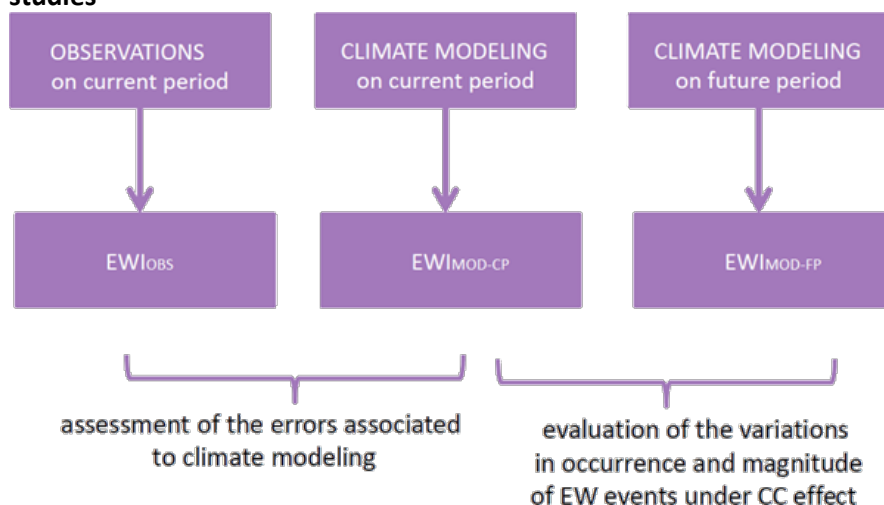 studies
OBSERVATIONS
on current period
CLIMATE MODELING
on current period
CLIMATE MODELING
on future period
EWIOBS
EWIMOD-CP
EWIMOD-FP
assessment of the errors associated
to climate modeling
evaluation of the variations
in occurrence and magnitude
of EW events under CC effect